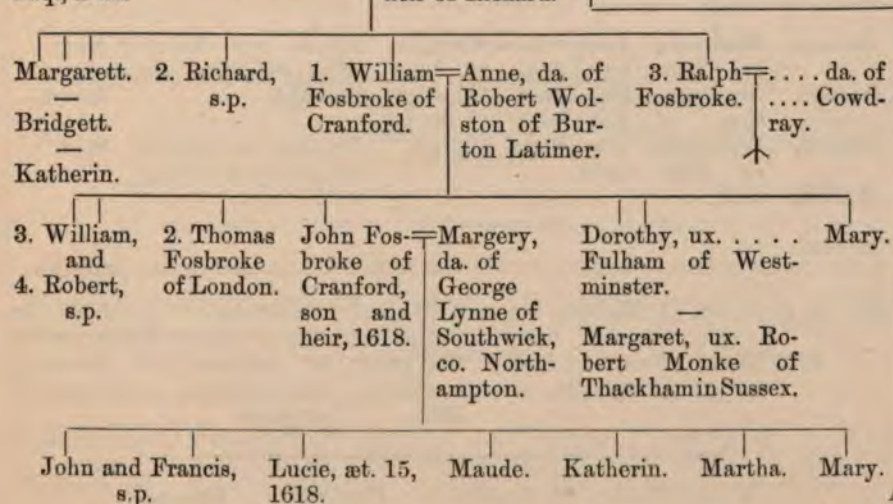 Margarett. 2. Richard, 1. William Anne, da. of 3. Ralph . . . . da. of
s.p. Fosbroke of Robert Wol- Fosbroke. . . . . Cowd-
Bridgett. Cranford. ston of Bur- ray.
ton Latimer.
Katherin.
3. William, 2. Thomas John Fos- Margery, Dorothy, ux. . . . . . Mary.
and Fosbroke broke of da. of Fulham of West-
4. Robert, of London. Cranford, George minster.
s.p. son and Lynne of
heir, 1618. Southwick, Margaret, ux. Ro-
co. North- bert Monke of
ampton. Thackham in Sussex.
John and Francis, Lucie, æt. 15, Maude. Katherin. Martha. Mary.
s.p. 1618.